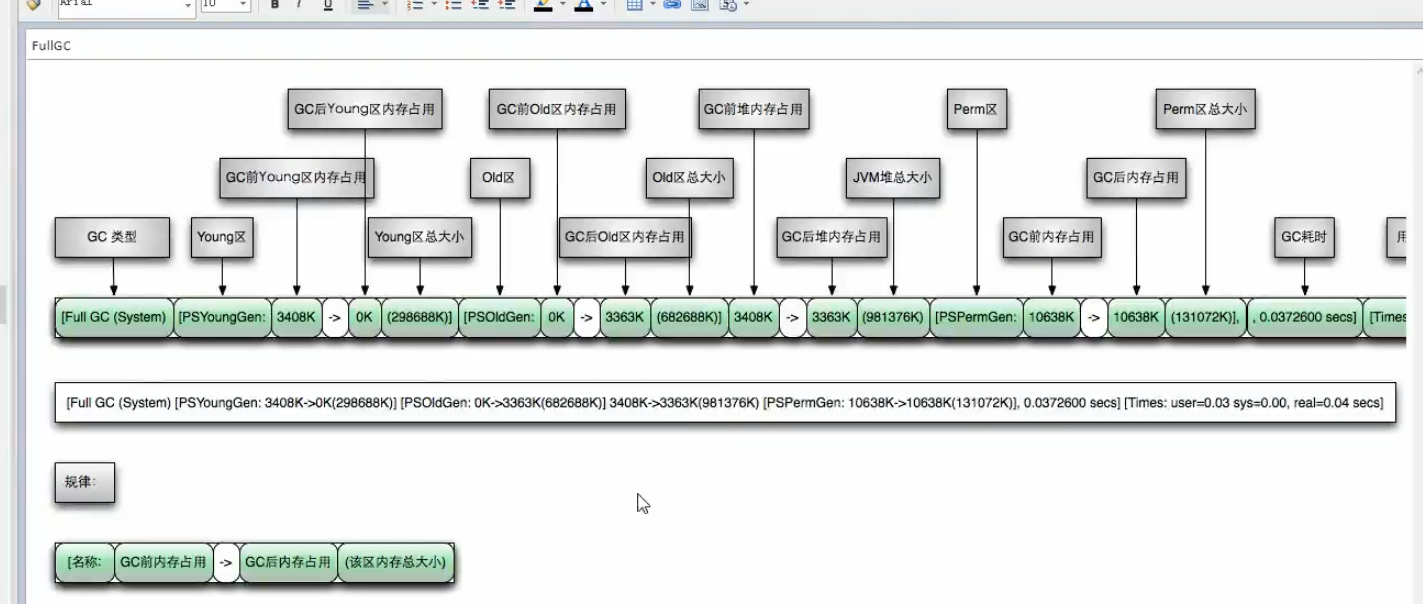 Arial 10 B I U A
FullGC
GC后Young区内存占用 GC前Old区内存占用 GC前堆内存占用 Perm区 Perm区总大小
GC前Young区内存占用 Old区 Old区总大小 JVM堆总大小 GC后内存占用
GC 类型 Young区 Young区总大小 GC后Old区内存占用 GC后堆内存占用 GC前内存占用 GC耗时 用
[Full GC (System) [PSYoungGen: 3408K -> 0K (298688K)] [PSOldGen: 0K -> 3363K (682688K)] 3408K -> 3363K (981376K) [PSPermGen: 10638K -> 10638K (131072K)], , 0.0372600 secs] [Times
[Full GC (System) [PSYoungGen: 3408K->0K(298688K)] [PSOldGen: 0K->3363K(682688K)] 3408K->3363K(981376K) [PSPermGen: 10638K->10638K(131072K)], 0.0372600 secs] [Times: user=0.03 sys=0.00, real=0.04 secs]
规律：
[名称: GC前内存占用 -> GC后内存占用 (该区内存总大小)